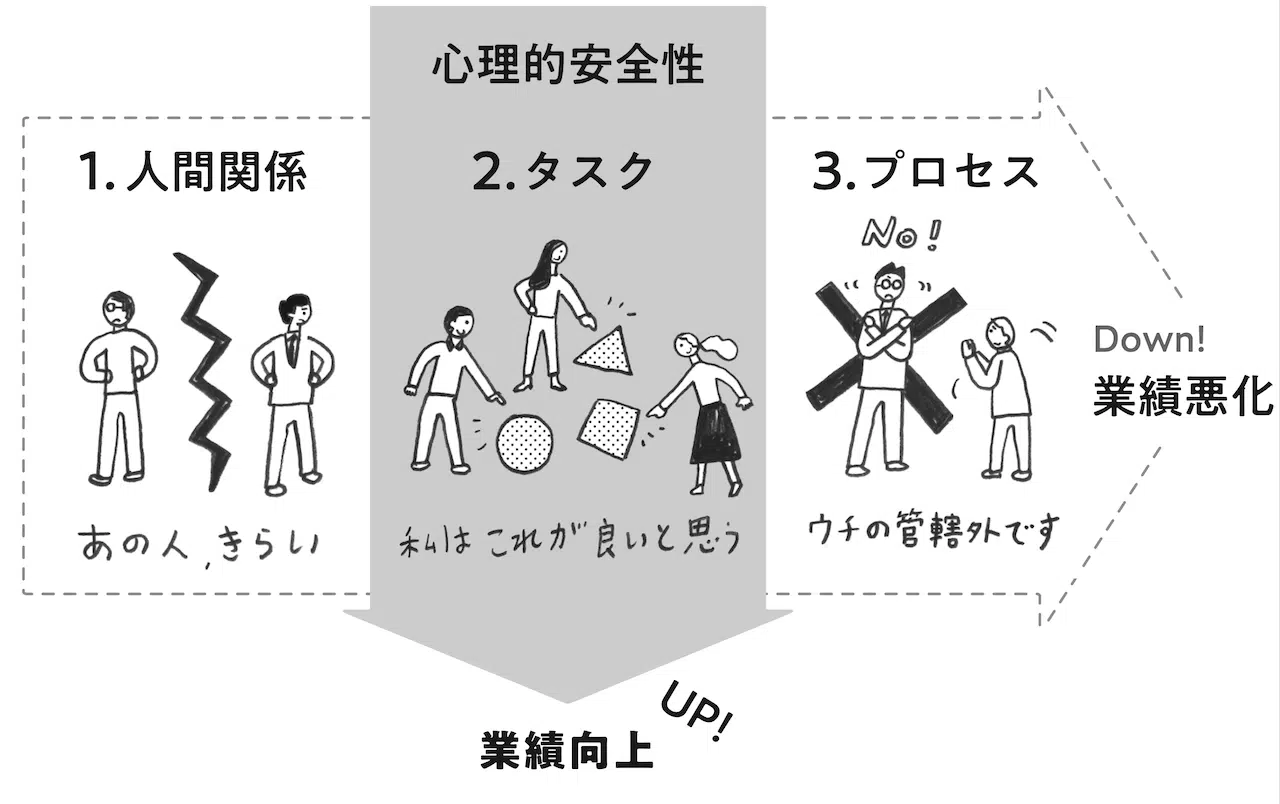 心理的安全性
1.人間関係
あの人、きらい
2.タスク
私はこれが良いと思う
3.プロセス
No!
ウチの管轄外です
Down!
業績悪化
UP!
業績向上